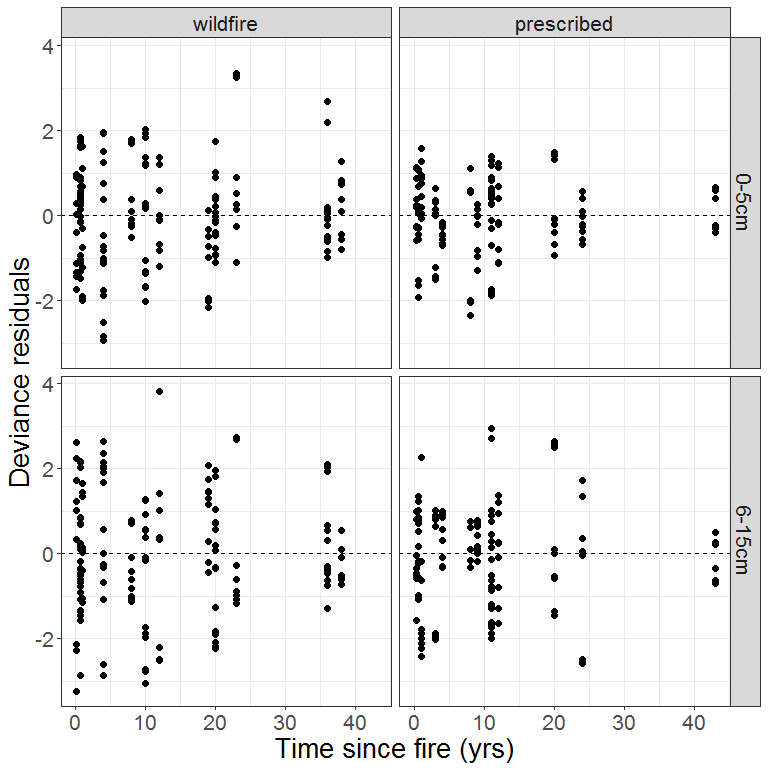 wildfire prescribed
4
2
0
-2
0-5cm
Deviance residuals
4
2
0
-2
6-15cm
0 10 20 30 40 0 10 20 30 40
Time since fire (yrs)